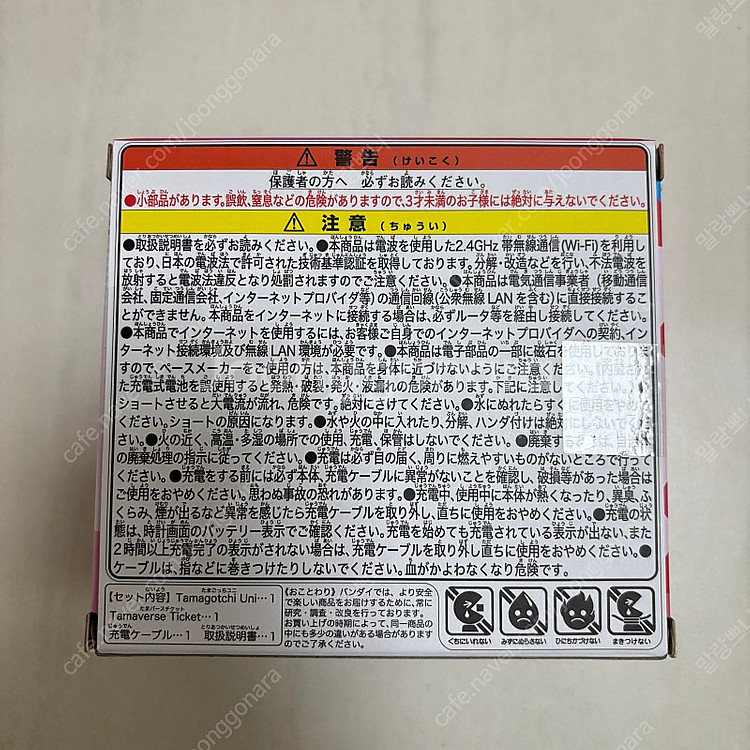 ⚠ 警告 (けいこく)
保護者の方へ 必ずお読みください。
●小部品があります。誤飲、窒息などの危険がありますので、3才未満のお子様には絶対に与えないでください。
⚠ 注意 (ちゅうい)
●取扱説明書を必ずお読みください。●本商品は電波を使用した2.4GHz 帯無線通信(Wi-Fi)を利用し
ており、日本の電波法で許可された技術基準認証を取得しております。分解・改造などを行い、不法電波を
放射すると電波法違反となり処罰されますのでご注意ください。●本商品は電気通信事業者(移動通信
会社、固定通信会社、インターネットプロバイダ等)の通信回線(公衆無線LANを含む)に直接接続するこ
とができません。本商品をインターネットに接続する場合は、必ずルータ等を経由し接続してください。
●本商品でインターネットを使用するには、お客様ご自身でのインターネットプロバイダへの契約、イン
ターネット接続環境及び無線LAN環境が必要です。●本商品は電子部品の一部に磁石を使用しておりま
すので、ペースメーカーをご使用の方は、本商品を身体に近づけないようにご注意ください。(内蔵され
た充電式電池を誤使用すると発熱・破裂・発火・液漏の危険があります。下記に注意してください。)
ショートさせると大電流が流れ、危険です。絶対にさけてください。●水にぬれたらすぐに使用をやめ
ください。ショートの原因になります。●水や火の中に入れたり、分解、ハンダ付けは絶対に
ださい。●火の近く、高温・多湿の場所での使用、充電、保管はしないでください。●廃棄するときは、
の廃棄処理の指示に従ってください。●充電は必ず目の届く、周りに燃えやすいものがないところで行って
ください。●充電をする前には必ず本体、充電ケーブルに異常がないことを確認し、破損等があった場合は
ご使用をおやめください。思わぬ事故の恐れがあります。●充電中、使用中に本体が熱くなったり、異臭、ふ
くらみ、煙が出るなど異常を感じたら充電ケーブルを取り外し、直ちに使用をおやめください。●充電の状
態は、時計画面のバッテリー表示でご確認ください。充電を始めても充電されている表示が出ない、また
2時間以上充電完了の表示がされない場合は、充電ケーブルを取り外し直ちに使用をおやめください。●
ケーブルは、指などに巻きつけたりしないでください。血がかよわなくなり危険です。
【セット内容】Tamagotchi Uni…1
Tamaverse Ticket…1
充電ケーブル…1 取扱説明書…1
《おことわり》バンダイでは、より安全
で楽しい商品をお届けするために、常に
研究・調査・改良を行っております。
お買い上げの時期によって、同一商品の
中にも多少の違いがある場合があります
のでご了承ください。
くちにいれない みずにぬらさない ひにちかづけない まきつけない
cafe.naver.com/joonggonara